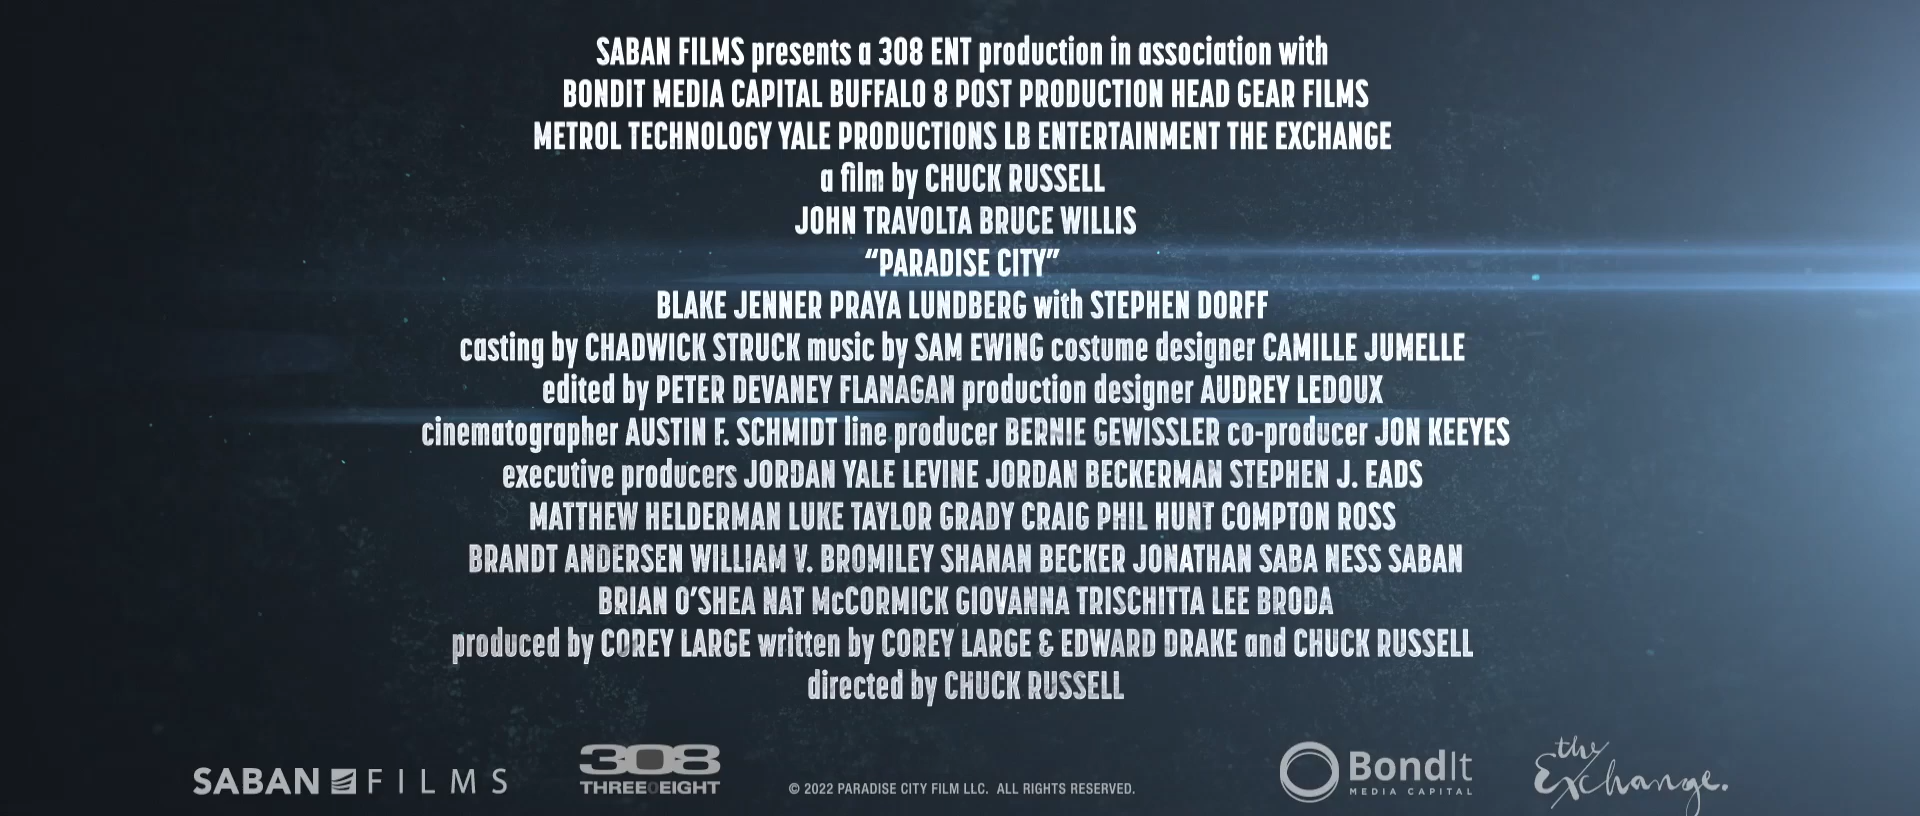 SABAN FILMS presents a 308 ENT production in association with
BONDIT MEDIA CAPITAL BUFFALO 8 POST PRODUCTION HEAD GEAR FILMS
METROL TECHNOLOGY YALE PRODUCTIONS LB ENTERTAINMENT THE EXCHANGE
a film by CHUCK RUSSELL
JOHN TRAVOLTA BRUCE WILLIS
“PARADISE CITY”
BLAKE JENNER PRAYA LUNDBERG with STEPHEN DORFF
casting by CHADWICK STRUCK music by SAM EWING costume designer CAMILLE JUMELLE
edited by PETER DEVANEY FLANAGAN production designer AUDREY LEDOUX
cinematographer AUSTIN F. SCHMIDT line producer BERNIE GEWISSLER co-producer JON KEEYES
executive producers JORDAN YALE LEVINE JORDAN BECKERMAN STEPHEN J. EADS
MATTHEW HELDERMAN LUKE TAYLOR GRADY CRAIG PHIL HUNT COMPTON ROSS
BRANDT ANDERSEN WILLIAM V. BROMILEY SHANAN BECKER JONATHAN SABA NESS SABAN
BRIAN O’SHEA NAT McCORMICK GIOVANNA TRISCHITTA LEE BRODA
produced by COREY LARGE written by COREY LARGE & EDWARD DRAKE and CHUCK RUSSELL
directed by CHUCK RUSSELL
SABAN FILMS
308
THREE0EIGHT
© 2022 PARADISE CITY FILM LLC. ALL RIGHTS RESERVED.
BondIt
MEDIA CAPITAL
the
Exchange.